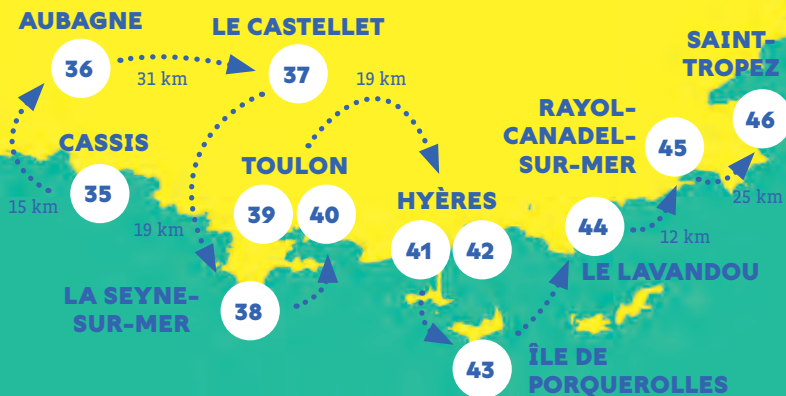 AUBAGNE
36
31 km
LE CASTELLET
37
19 km
SAINT-
TROPEZ
46
RAYOL-
CANADEL-
SUR-MER
45
25 km
CASSIS
35
15 km
19 km
TOULON
39
40
HYÈRES
41
42
44
12 km
LE LAVANDOU
LA SEYNE-
SUR-MER
38
43
ÎLE DE
PORQUEROLLES